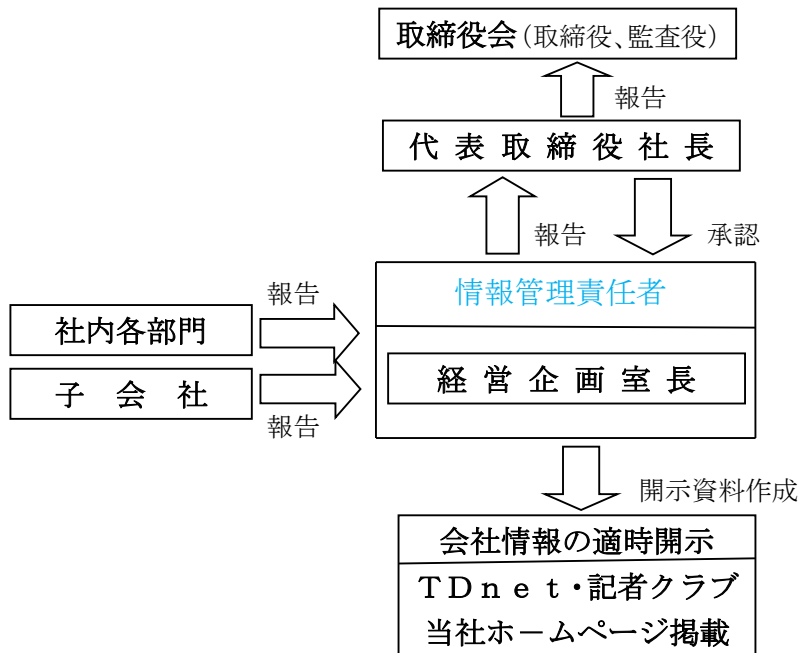 取締役会(取締役、監査役)
報告
代表取締役社長
報告
承認
情報管理責任者
報告
社内各部門
経営企画室長
子会社
報告
開示資料作成
会社情報の適時開示
TDnet・記者クラブ
当社ホームページ掲載